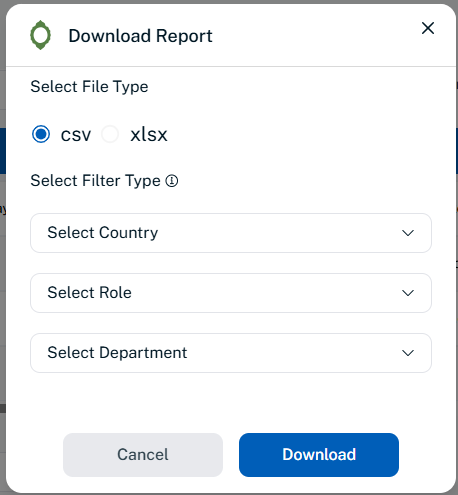 Download Report
Select File Type
csv xlsx
Select Filter Type
Select Country
Select Role
Select Department
Cancel Download